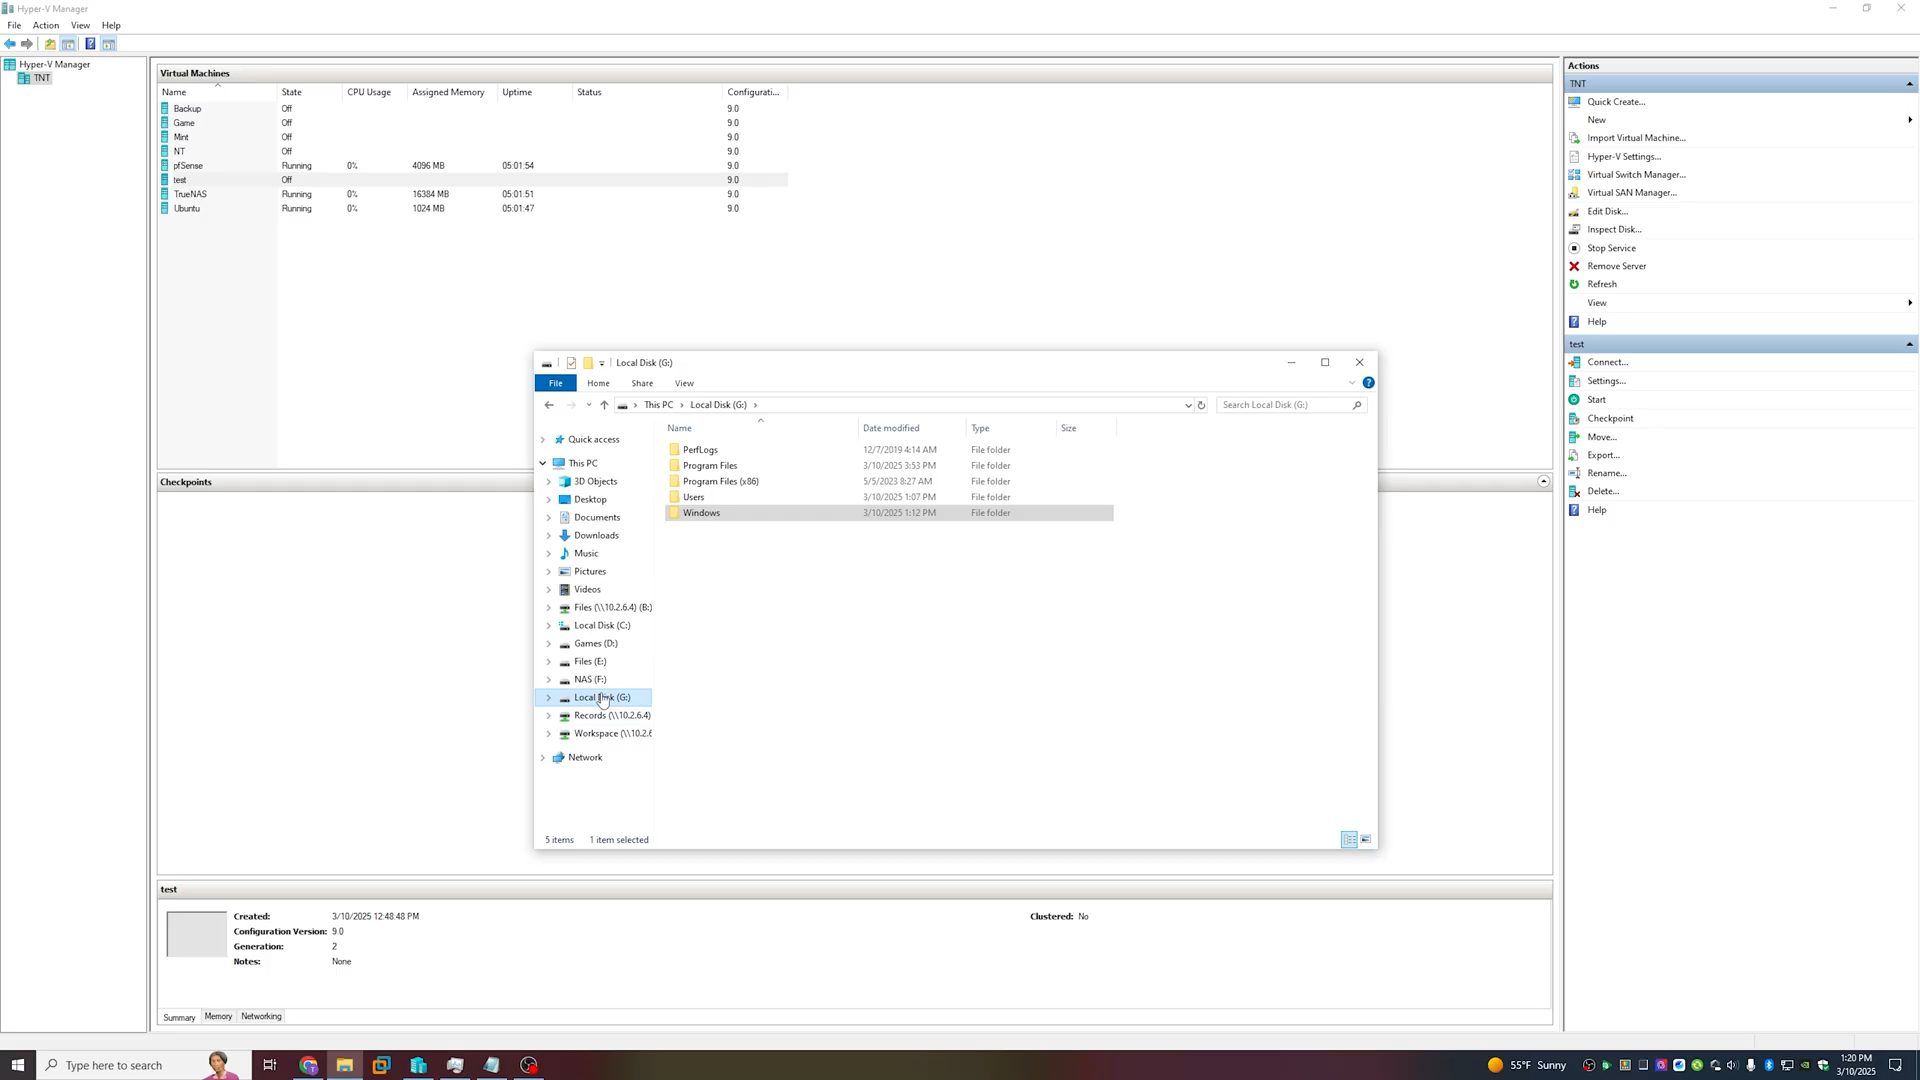 Hyper-V Manager
File Action View Help
Hyper-V Manager
TNT
Virtual Machines
Name State CPU Usage Assigned Memory Uptime Status Configurati...
Backup Off 9.0
Game Off 9.0
Mint Off 9.0
NT Off 9.0
pfSense Running 0% 4096 MB 05:01:54 9.0
test Off 9.0
TrueNAS Running 0% 16384 MB 05:01:51 9.0
Ubuntu Running 0% 1024 MB 05:01:47 9.0
Checkpoints
Local Disk (G:)
File Home Share View
This PC Local Disk (G:)
Search Local Disk (G:)
Name Date modified Type Size
PerfLogs 12/7/2019 4:14 AM File folder
Program Files 3/10/2025 3:53 PM File folder
Program Files (x86) 5/5/2023 8:27 AM File folder
Users 3/10/2025 1:07 PM File folder
Windows 3/10/2025 1:12 PM File folder
Quick access
This PC
3D Objects
Desktop
Documents
Downloads
Music
Pictures
Videos
Files (\\10.2.6.4) (B:)
Local Disk (C:)
Games (D:)
Files (E:)
NAS (F:)
Local Disk (G:)
Records (\\10.2.6.4)
Workspace (\\10.2.6
Network
5 items 1 item selected
test
Created: 3/10/2025 12:48:48 PM
Configuration Version: 9.0
Generation: 2
Notes: None
Clustered: No
Summary Memory Networking
Actions
TNT
Quick Create...
New
Import Virtual Machine...
Hyper-V Settings...
Virtual Switch Manager...
Virtual SAN Manager...
Edit Disk...
Inspect Disk...
Stop Service
Remove Server
Refresh
View
Help
test
Connect...
Settings...
Start
Checkpoint
Move...
Export...
Rename...
Delete...
Help
Type here to search
55°F Sunny
1:20 PM
3/10/2025